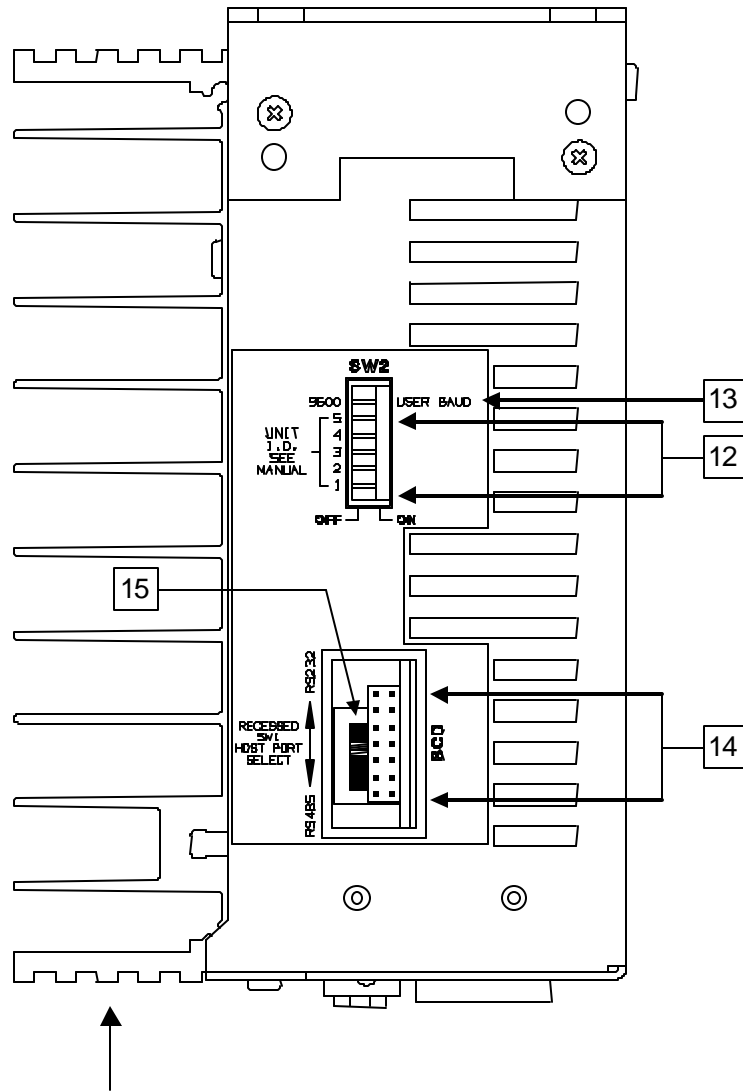 SW2
9600 USER BAUD
5
4
3
2
1
UNIT
I.D.
SEE
MANUAL
OFF ON
13
12
15
RS232
RECESSED
SW1
HOST PORT
SELECT
RS485
BCD
14